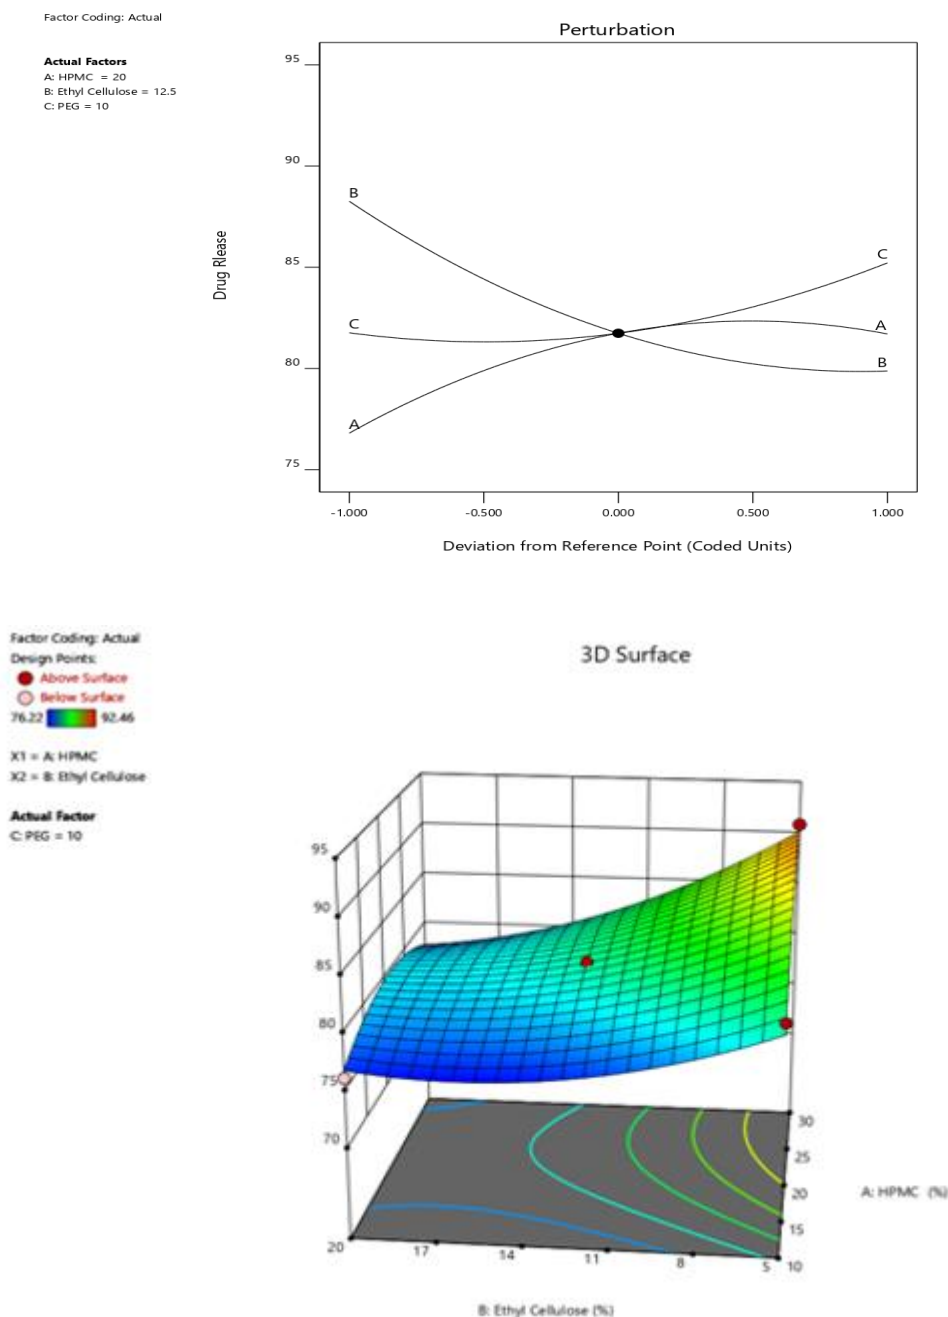 Factor Coding: Actual
Actual Factors
A: HPMC = 20
B: Ethyl Cellulose = 12.5
C: PEG = 10
Perturbation
95
90
85
80
75
Drug Rlease
B
C
A
C
A
B
-1.000 -0.500 0.000 0.500 1.000
Deviation from Reference Point (Coded Units)
Factor Coding: Actual
Design Points:
Above Surface
Below Surface
76.22 92.46
X1 = A: HPMC
X2 = B: Ethyl Cellulose
Actual Factor
C: PEG = 10
3D Surface
95
90
85
80
75
70
30
25
20
15
10
20 17 14 11 8 5
A: HPMC (%)
B: Ethyl Cellulose (%)